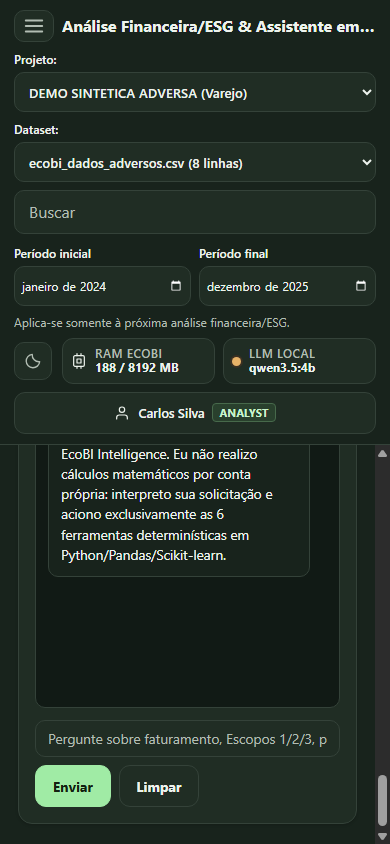 Análise Financeira/ESG & Assistente em...
Projeto:
DEMO SINTETICA ADVERSA (Varejo)
Dataset:
ecobi_dados_adversos.csv (8 linhas)
Buscar
Período inicial
Período final
janeiro de 2024
dezembro de 2025
Aplica-se somente à próxima análise financeira/ESG.
RAM ECOBI
188 / 8192 MB
LLM LOCAL
qwen3.5:4b
Carlos Silva ANALYST
EcoBI Intelligence. Eu não realizo
cálculos matemáticos por conta
própria: interpreto sua solicitação e
aciono exclusivamente as 6
ferramentas determinísticas em
Python/Pandas/Scikit-learn.
Pergunte sobre faturamento, Escopos 1/2/3, p
Enviar
Limpar